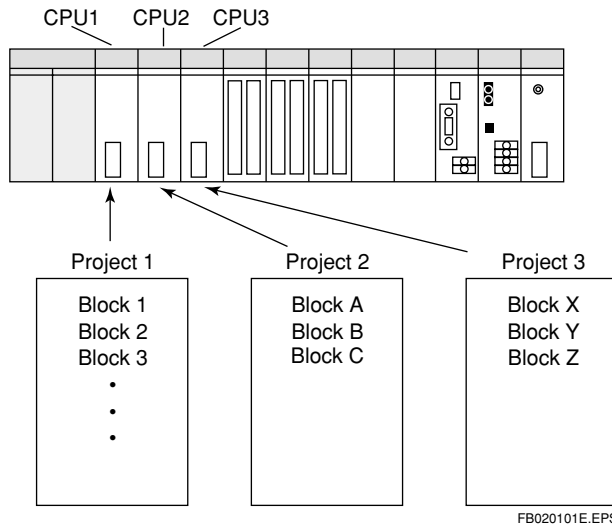 CPU1 CPU2 CPU3
Project 1 Project 2 Project 3
Block 1
Block 2
Block 3
Block A
Block B
Block C
Block X
Block Y
Block Z
FB020101E.EPS